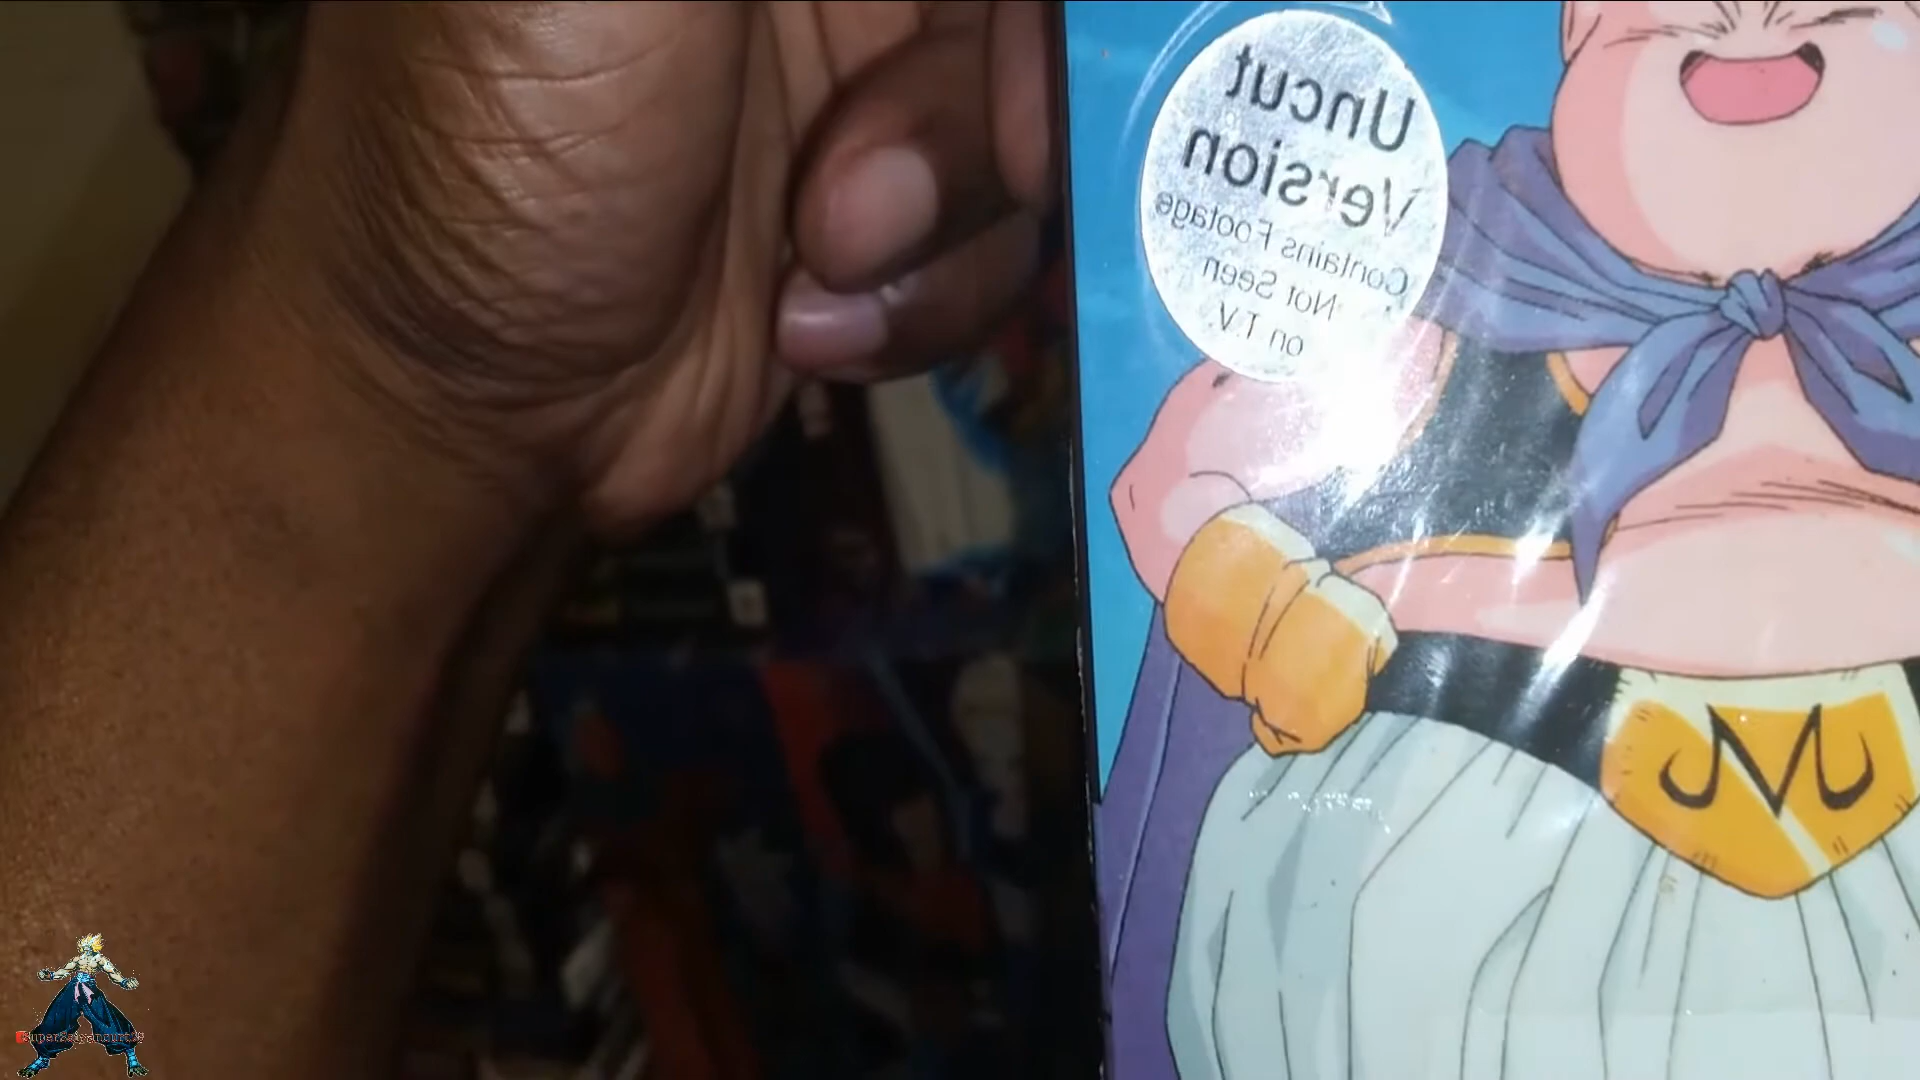 Uncut
Version
Contains Footage
Not Seen
on T.V.